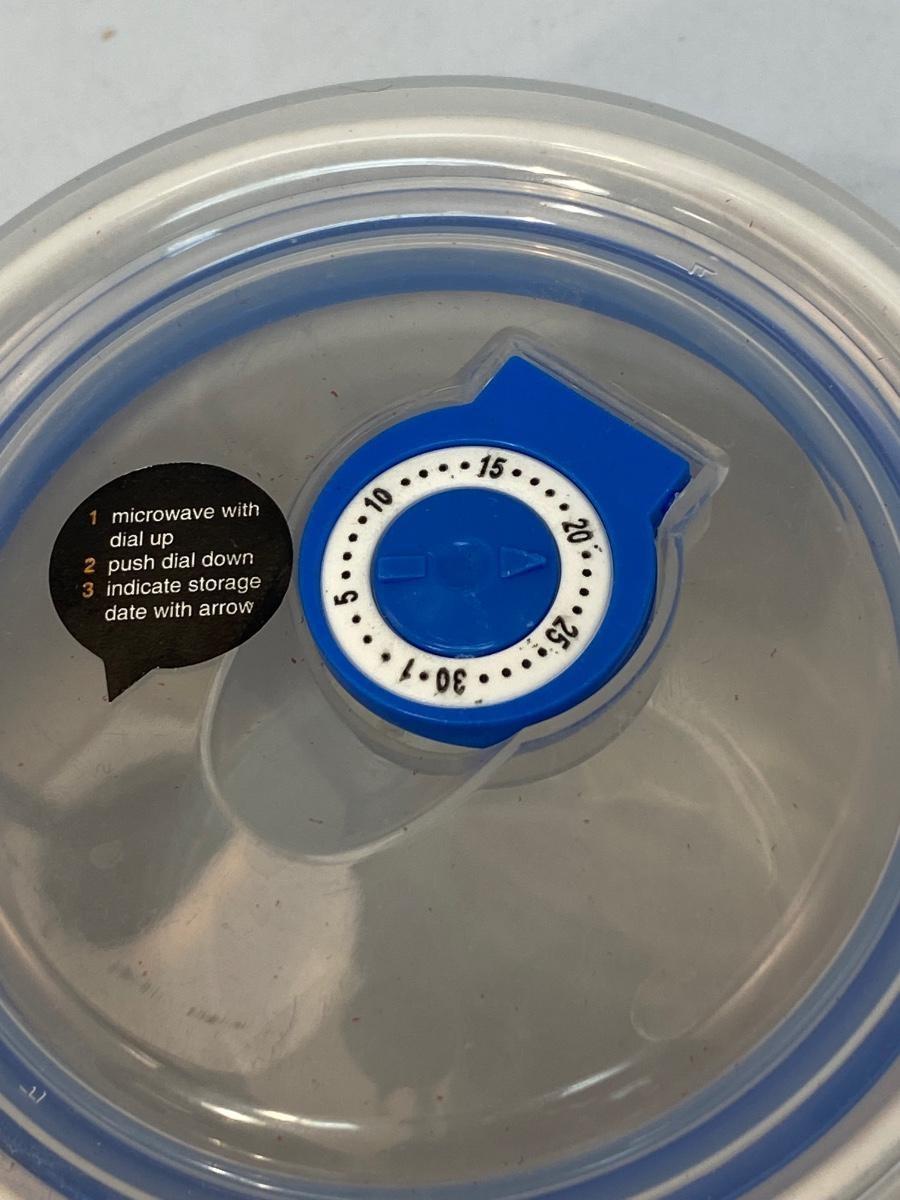 1 microwave with
dial up
2 push dial down
3 indicate storage
date with arrow
1
5
10
15
20
25
30